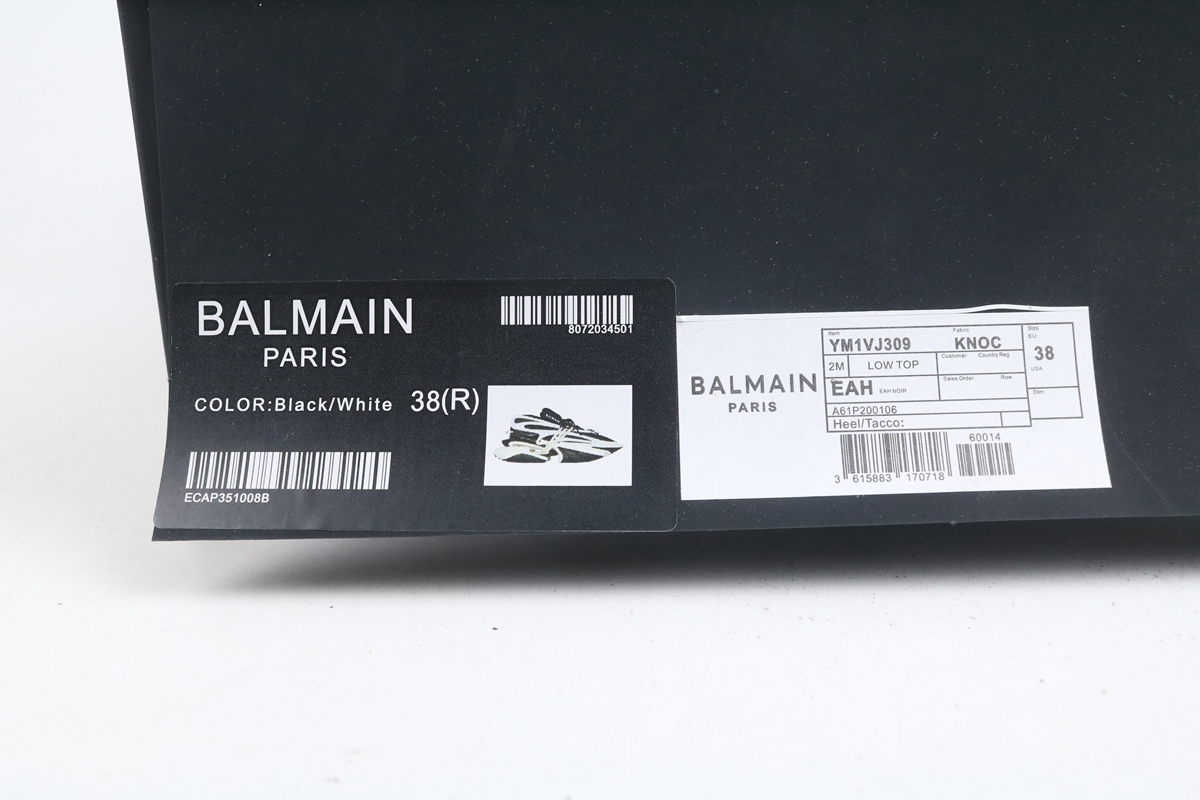 BALMAIN
PARIS
8072034501
COLOR:Black/White 38(R)
ECAP351008B
BALMAIN
PARIS
Item Fabric Size
YM1VJ309 KNOC EU:
38
2M LOW TOP Customer Country Reg
USA
EAH EAH NOIR Sales Order Row
Dim
A61P200106
Heel/Tacco:
60014
3 615883 170718